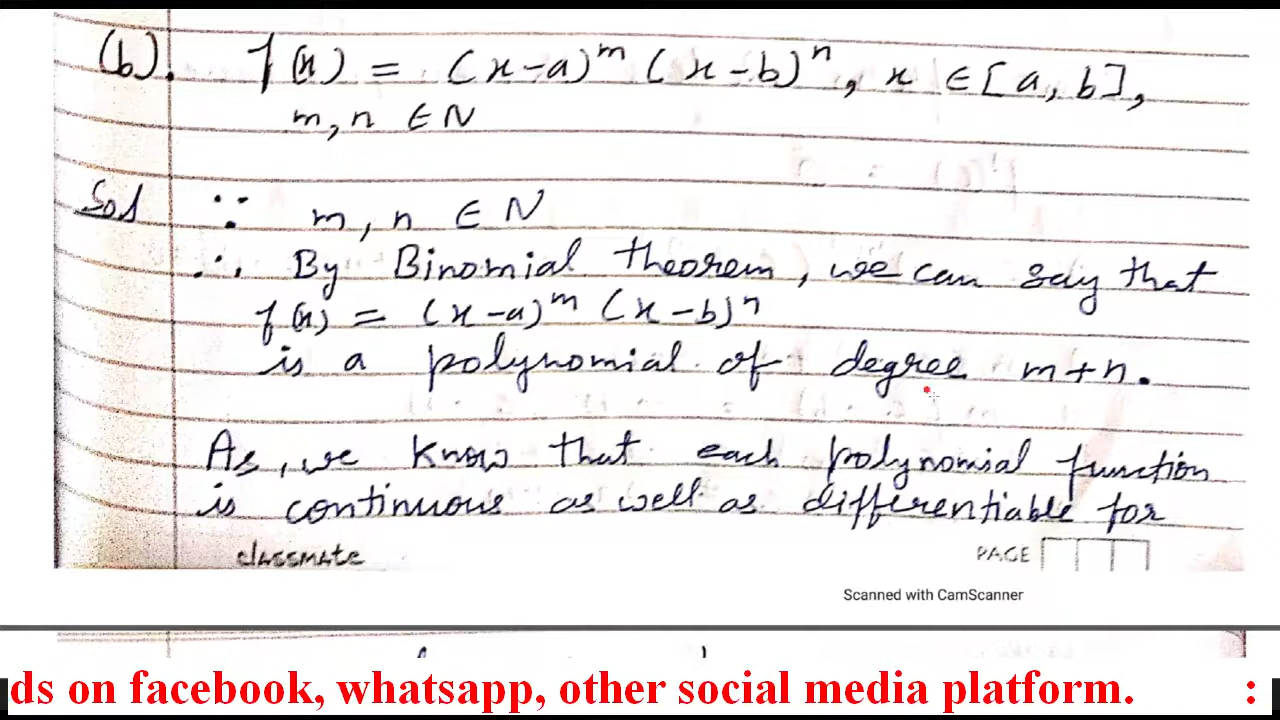 (b). f(x) = (x-a)^m (x-b)^n, x ∈ [a, b],
m, n ∈ N
Sol ∵ m, n ∈ N
∴ By Binomial theorem, we can say that
f(x) = (x-a)^m (x-b)^n
is a polynomial of degree m+n.
As, we know that each polynomial function
is continuous as well as differentiable for
classmate
PAGE
Scanned with CamScanner
ds on facebook, whatsapp, other social media platform. :